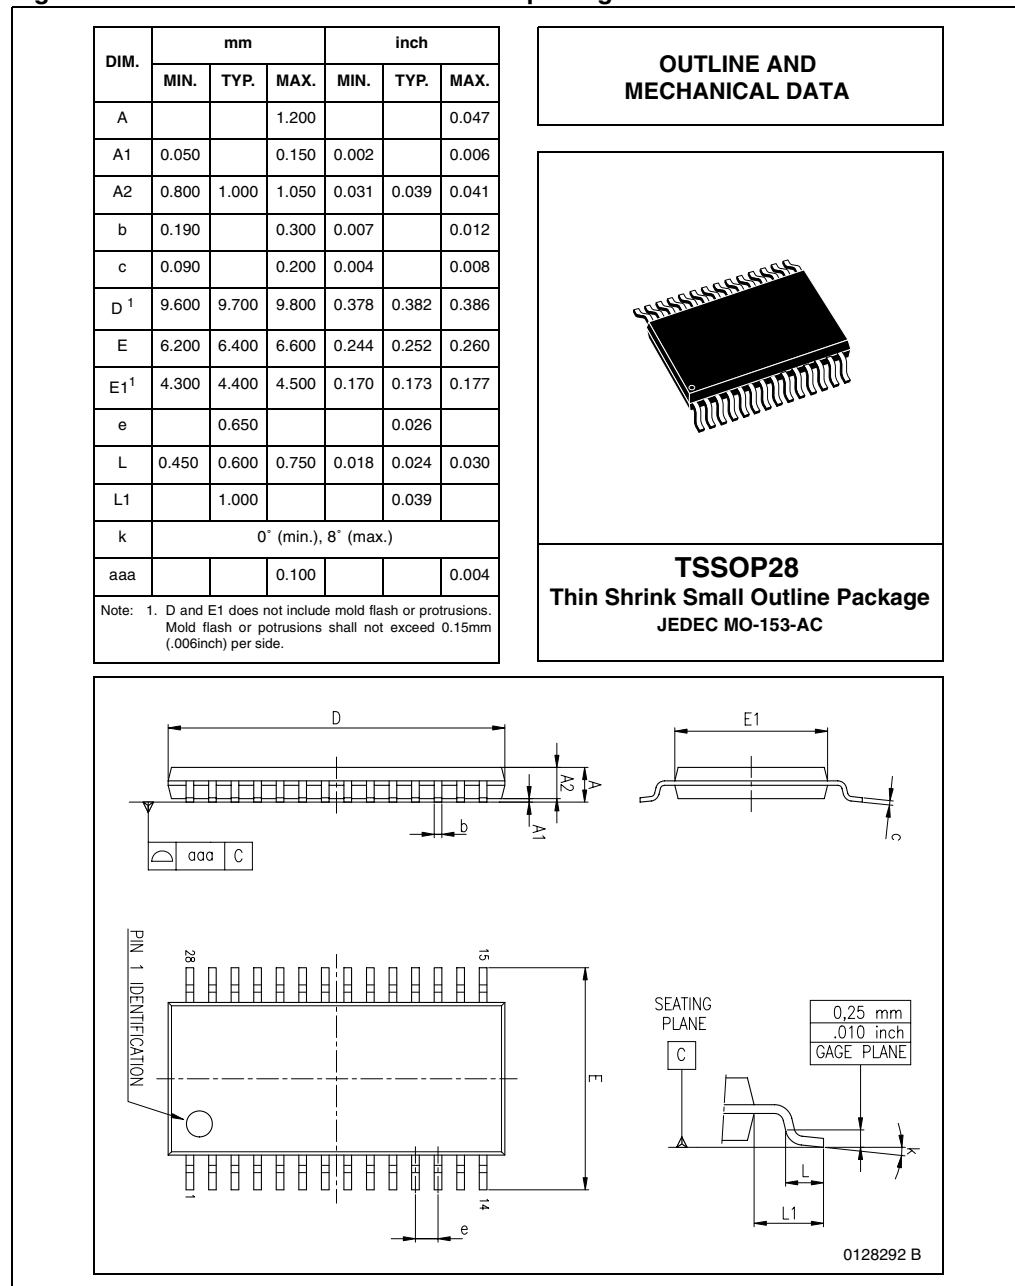 DIM. mm inch
MIN. TYP. MAX. MIN. TYP. MAX.
A 1.200 0.047
A1 0.050 0.150 0.002 0.006
A2 0.800 1.000 1.050 0.031 0.039 0.041
b 0.190 0.300 0.007 0.012
c 0.090 0.200 0.004 0.008
D 1 9.600 9.700 9.800 0.378 0.382 0.386
E 6.200 6.400 6.600 0.244 0.252 0.260
E1 1 4.300 4.400 4.500 0.170 0.173 0.177
e 0.650 0.026
L 0.450 0.600 0.750 0.018 0.024 0.030
L1 1.000 0.039
k 0˚ (min.), 8˚ (max.)
aaa 0.100 0.004
Note: 1. D and E1 does not include mold flash or protrusions.
Mold flash or potrusions shall not exceed 0.15mm
(.006inch) per side.
OUTLINE AND
MECHANICAL DATA
TSSOP28
Thin Shrink Small Outline Package
JEDEC MO-153-AC
D
A2
A
b
A1
aaa C
E1
c
PIN 1 IDENTIFICATION
28
15
E
1
14
e
SEATING
PLANE
C
0,25 mm
.010 inch
GAGE PLANE
k
L
L1
0128292 B